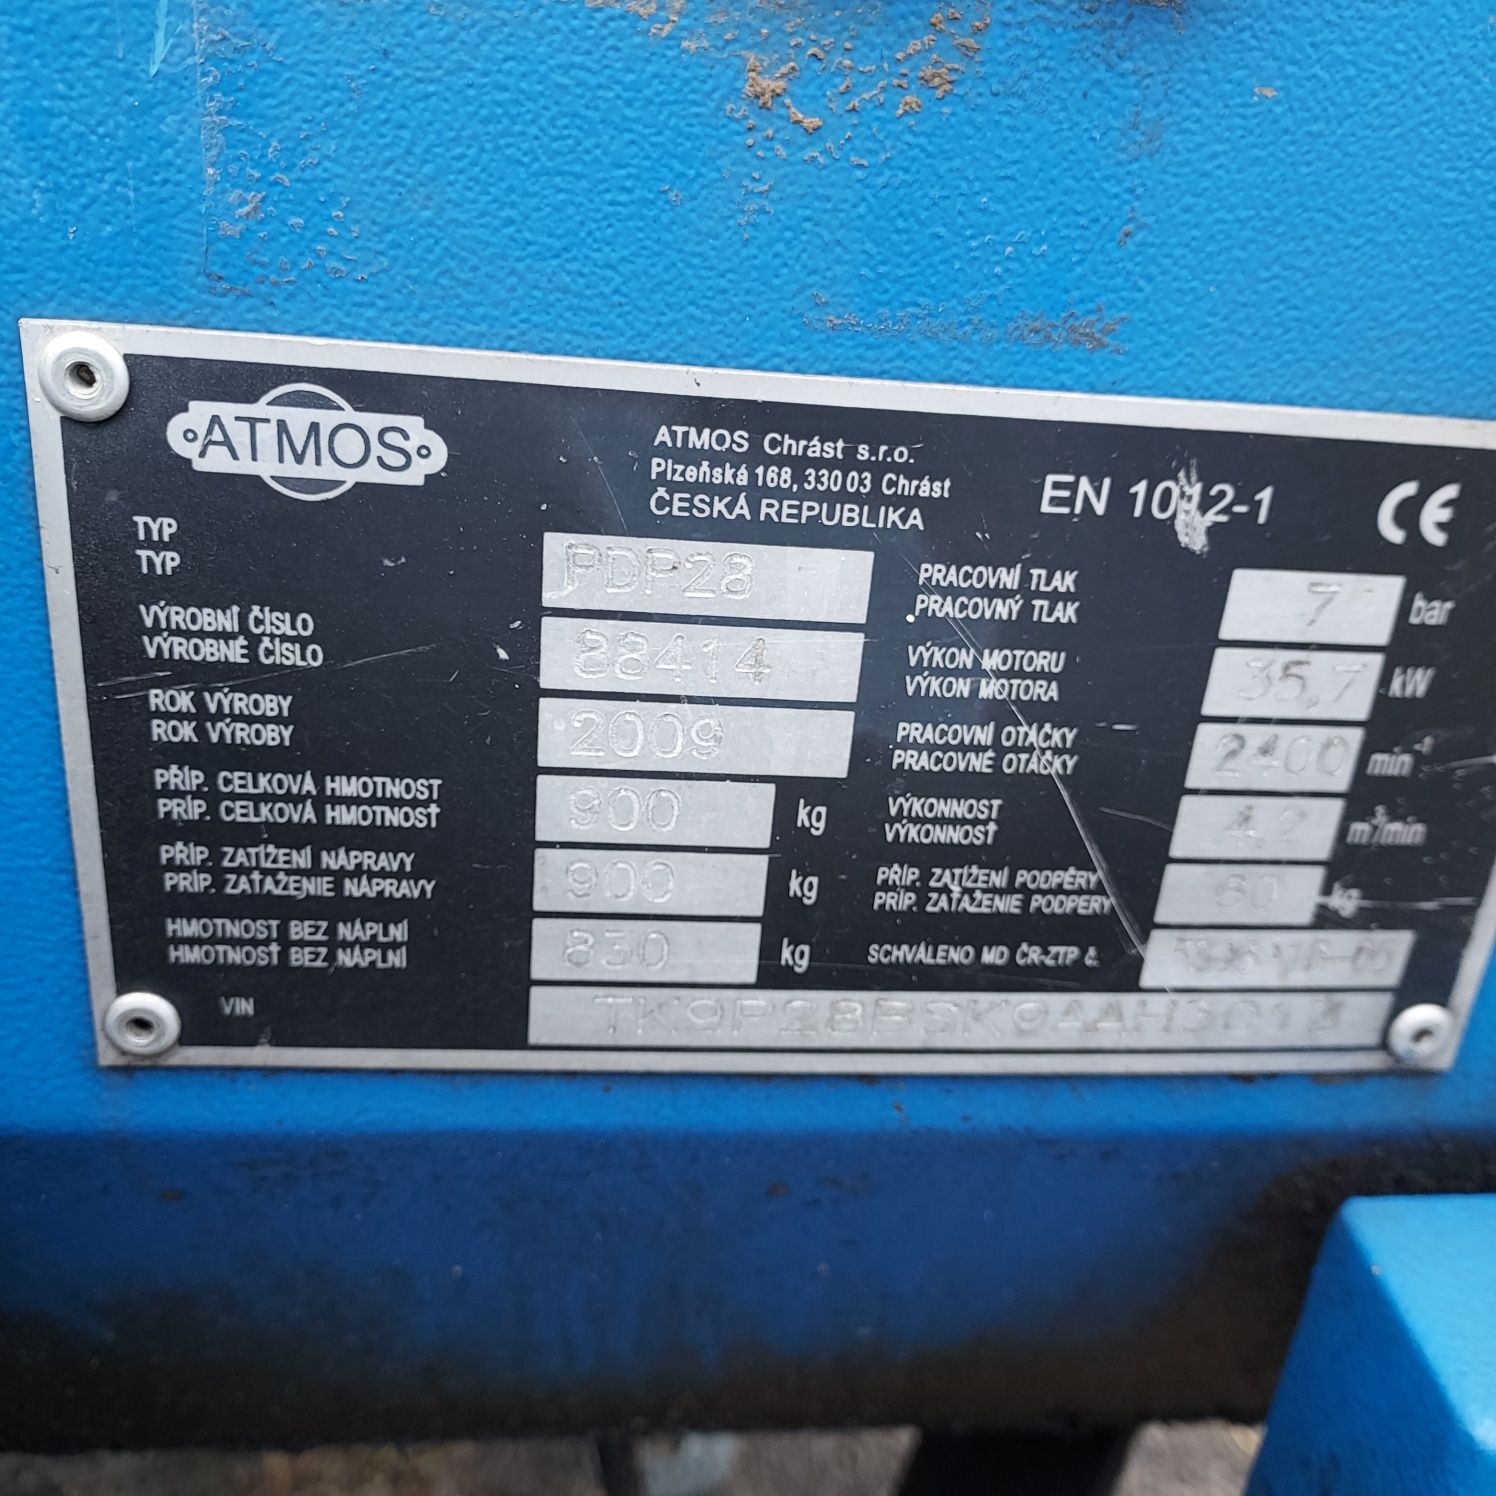 ATMOS
ATMOS Chrást s.r.o.
Plzeňská 168, 330 03 Chrást
ČESKÁ REPUBLIKA
EN 1012-1
CE
TYP
TYP
PDP28
VÝROBNÍ ČÍSLO
VÝROBNÉ ČÍSLO
88414
ROK VÝROBY
ROK VÝROBY
2009
PŘÍP. CELKOVÁ HMOTNOST
PRÍP. CELKOVÁ HMOTNOSŤ
900 kg
PŘÍP. ZATÍŽENÍ NÁPRAVY
PRÍP. ZAŤAŽENIE NÁPRAVY
900 kg
HMOTNOST BEZ NÁPLNÍ
HMOTNOSŤ BEZ NÁPLNÍ
830 kg
PRACOVNÍ TLAK
PRACOVNÝ TLAK
7 bar
VÝKON MOTORU
VÝKON MOTORA
35,7 kW
PRACOVNÍ OTÁČKY
PRACOVNÉ OTÁČKY
2400 min⁻¹
VÝKONNOST
VÝKONNOSŤ
4,2 m³/min
PŘÍP. ZATÍŽENÍ PODPĚRY
PRÍP. ZAŤAŽENIE PODPERY
60 kg
SCHVÁLENO MD ČR-ZTP č.
VIN